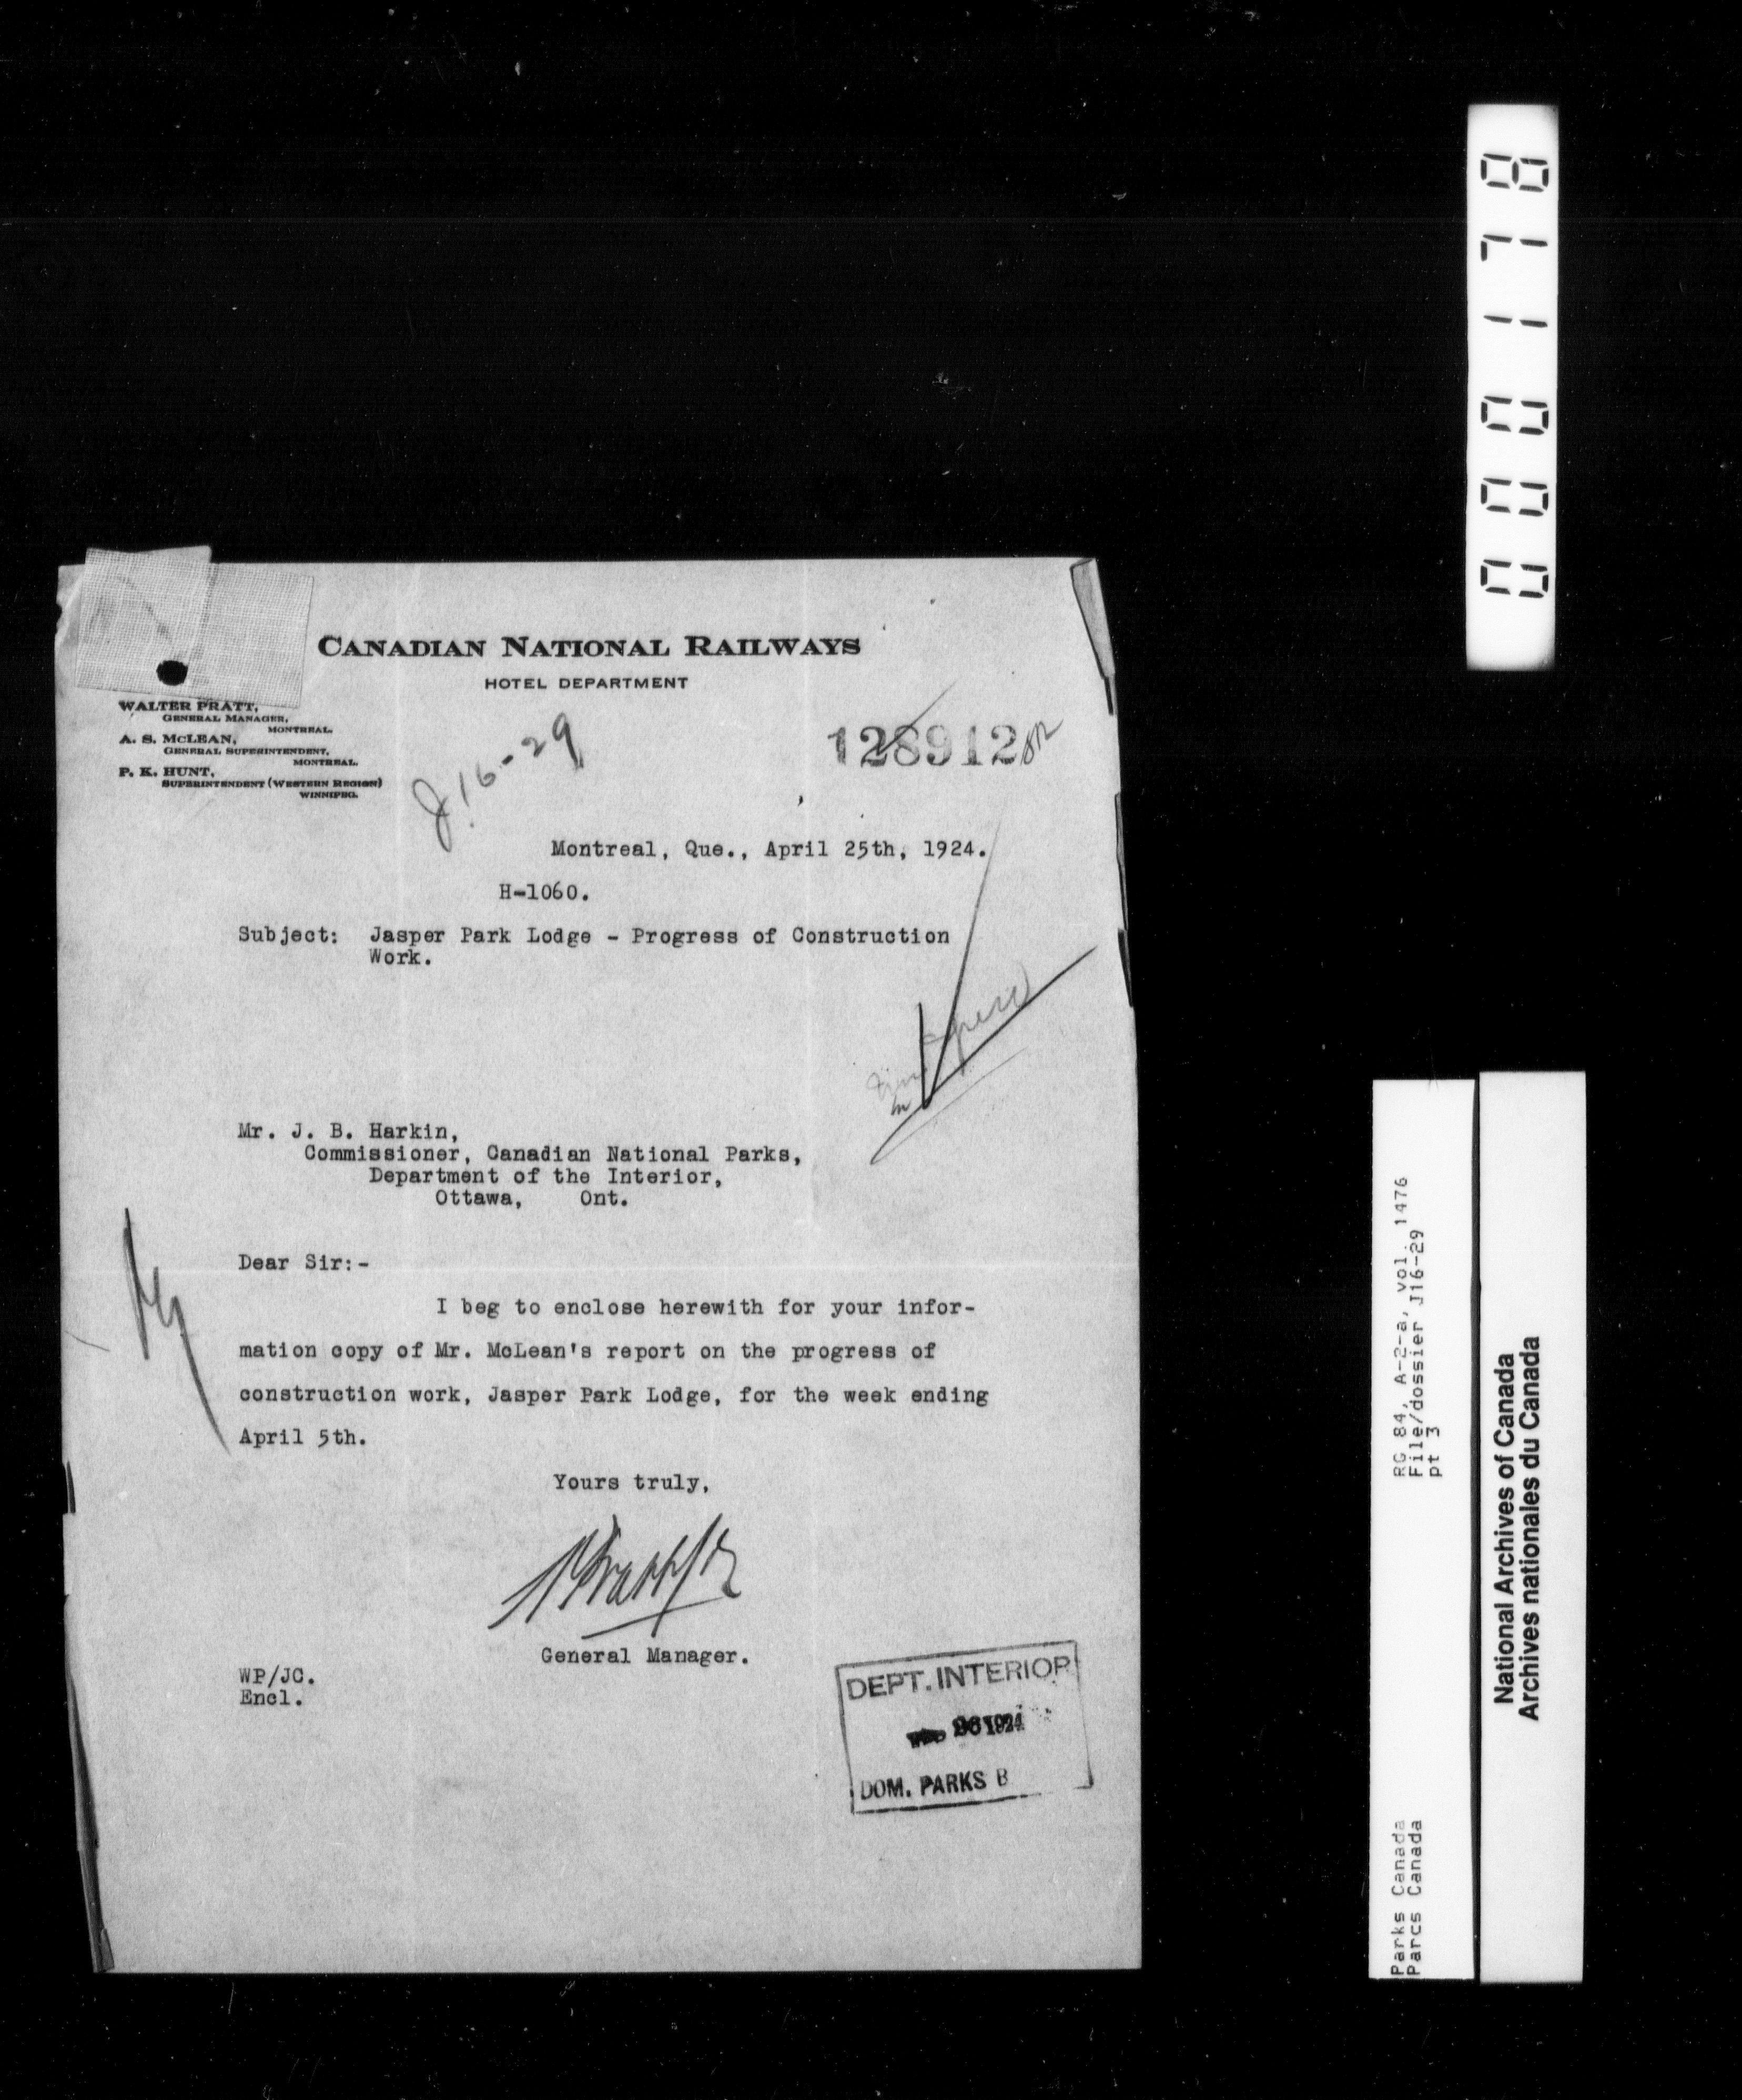 CANADIAN NATIONAL RAILWAYS
HOTEL DEPARTMENT
WALTER PRATT,
GENERAL MANAGER,
MONTREAL.
A. S. McLEAN,
GENERAL SUPERINTENDENT,
MONTREAL.
P. K. HUNT,
SUPERINTENDENT (WESTERN REGION)
WINNIPEG.
J.16-29
128912
Montreal, Que., April 25th, 1924.
H-1060.
Subject: Jasper Park Lodge - Progress of Construction
Work.
Mr. J. B. Harkin,
Commissioner, Canadian National Parks,
Department of the Interior,
Ottawa, Ont.
Dear Sir:-
I beg to enclose herewith for your infor-
mation copy of Mr. McLean's report on the progress of
construction work, Jasper Park Lodge, for the week ending
April 5th.
Yours truly,
General Manager.
WP/JC.
Encl.
DEPT. INTERIOR
1924
DOM. PARKS B
000178
RG 84, A-2-a, vol. 1476
File/dossier J16-29
pt 3
Parks Canada
Parcs Canada
National Archives of Canada
Archives nationales du Canada